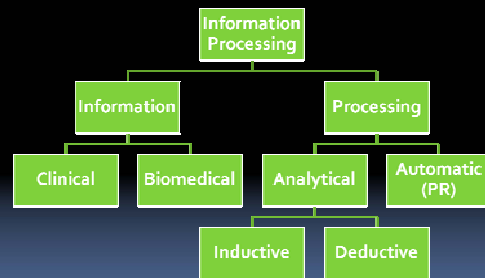 Information
Processing
Information
Processing
Clinical
Biomedical
Analytical
Automatic
(PR)
Inductive
Deductive